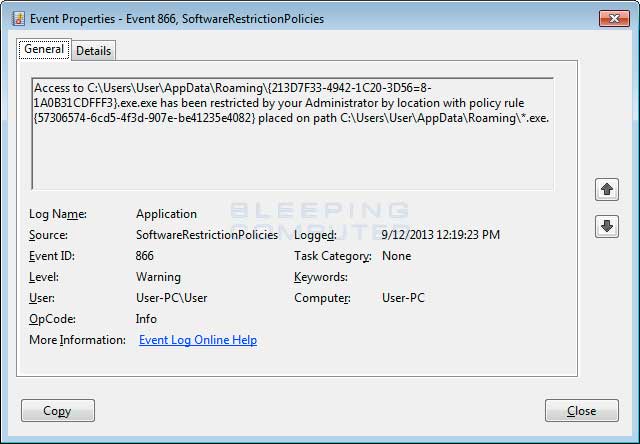 Event Properties - Event 866, SoftwareRestrictionPolicies
General Details
Access to C:\Users\User\AppData\Roaming\{213D7F33-4942-1C20-3D56=8-
1A0B31CDFFF3}.exe.exe has been restricted by your Administrator by location with policy rule
{57306574-6cd5-4f3d-907e-be41235e4082} placed on path C:\Users\User\AppData\Roaming\*.exe.
BLEEPING
COMPUTER
Log Name: Application
Source: SoftwareRestrictionPolicies Logged: 9/12/2013 12:19:23 PM
Event ID: 866 Task Category: None
Level: Warning Keywords:
User: User-PC\User Computer: User-PC
OpCode: Info
More Information: Event Log Online Help
Copy Close